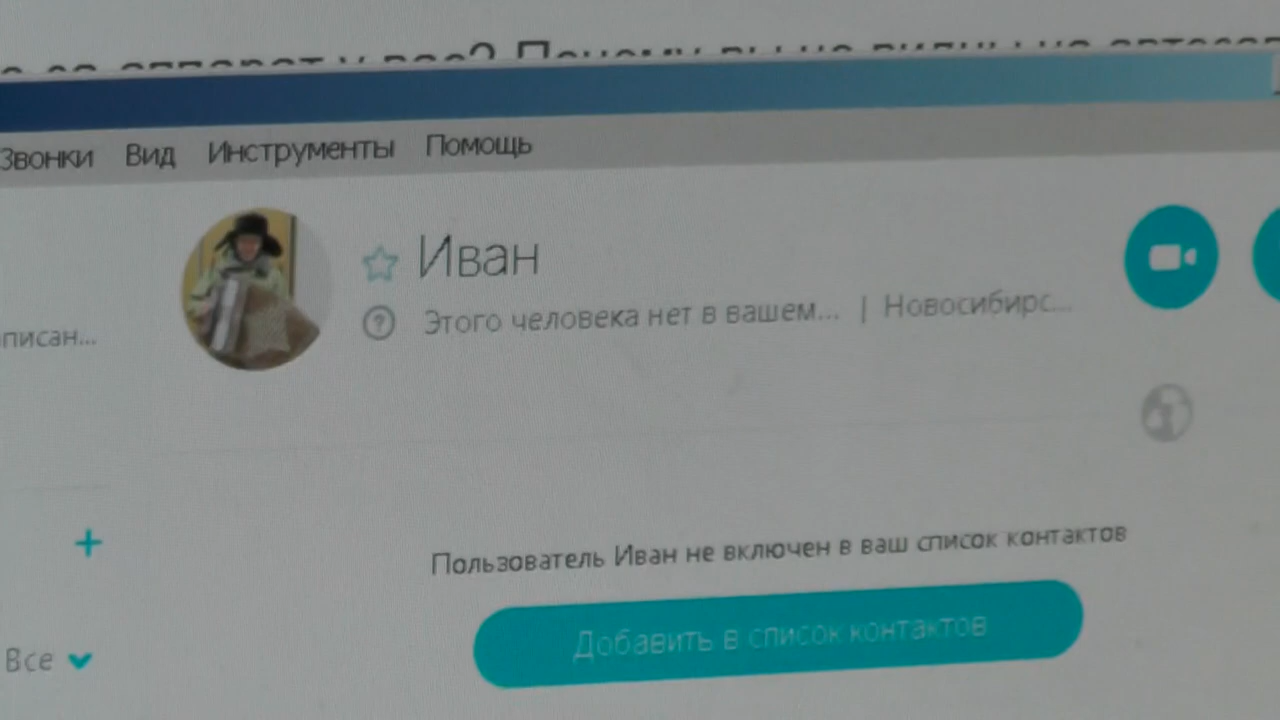 Звонки Вид Инструменты Помощь
Иван
Этого человека нет в вашем... | Новосибирс...
писан...
Пользователь Иван не включен в ваш список контактов
Добавить в список контактов
Все